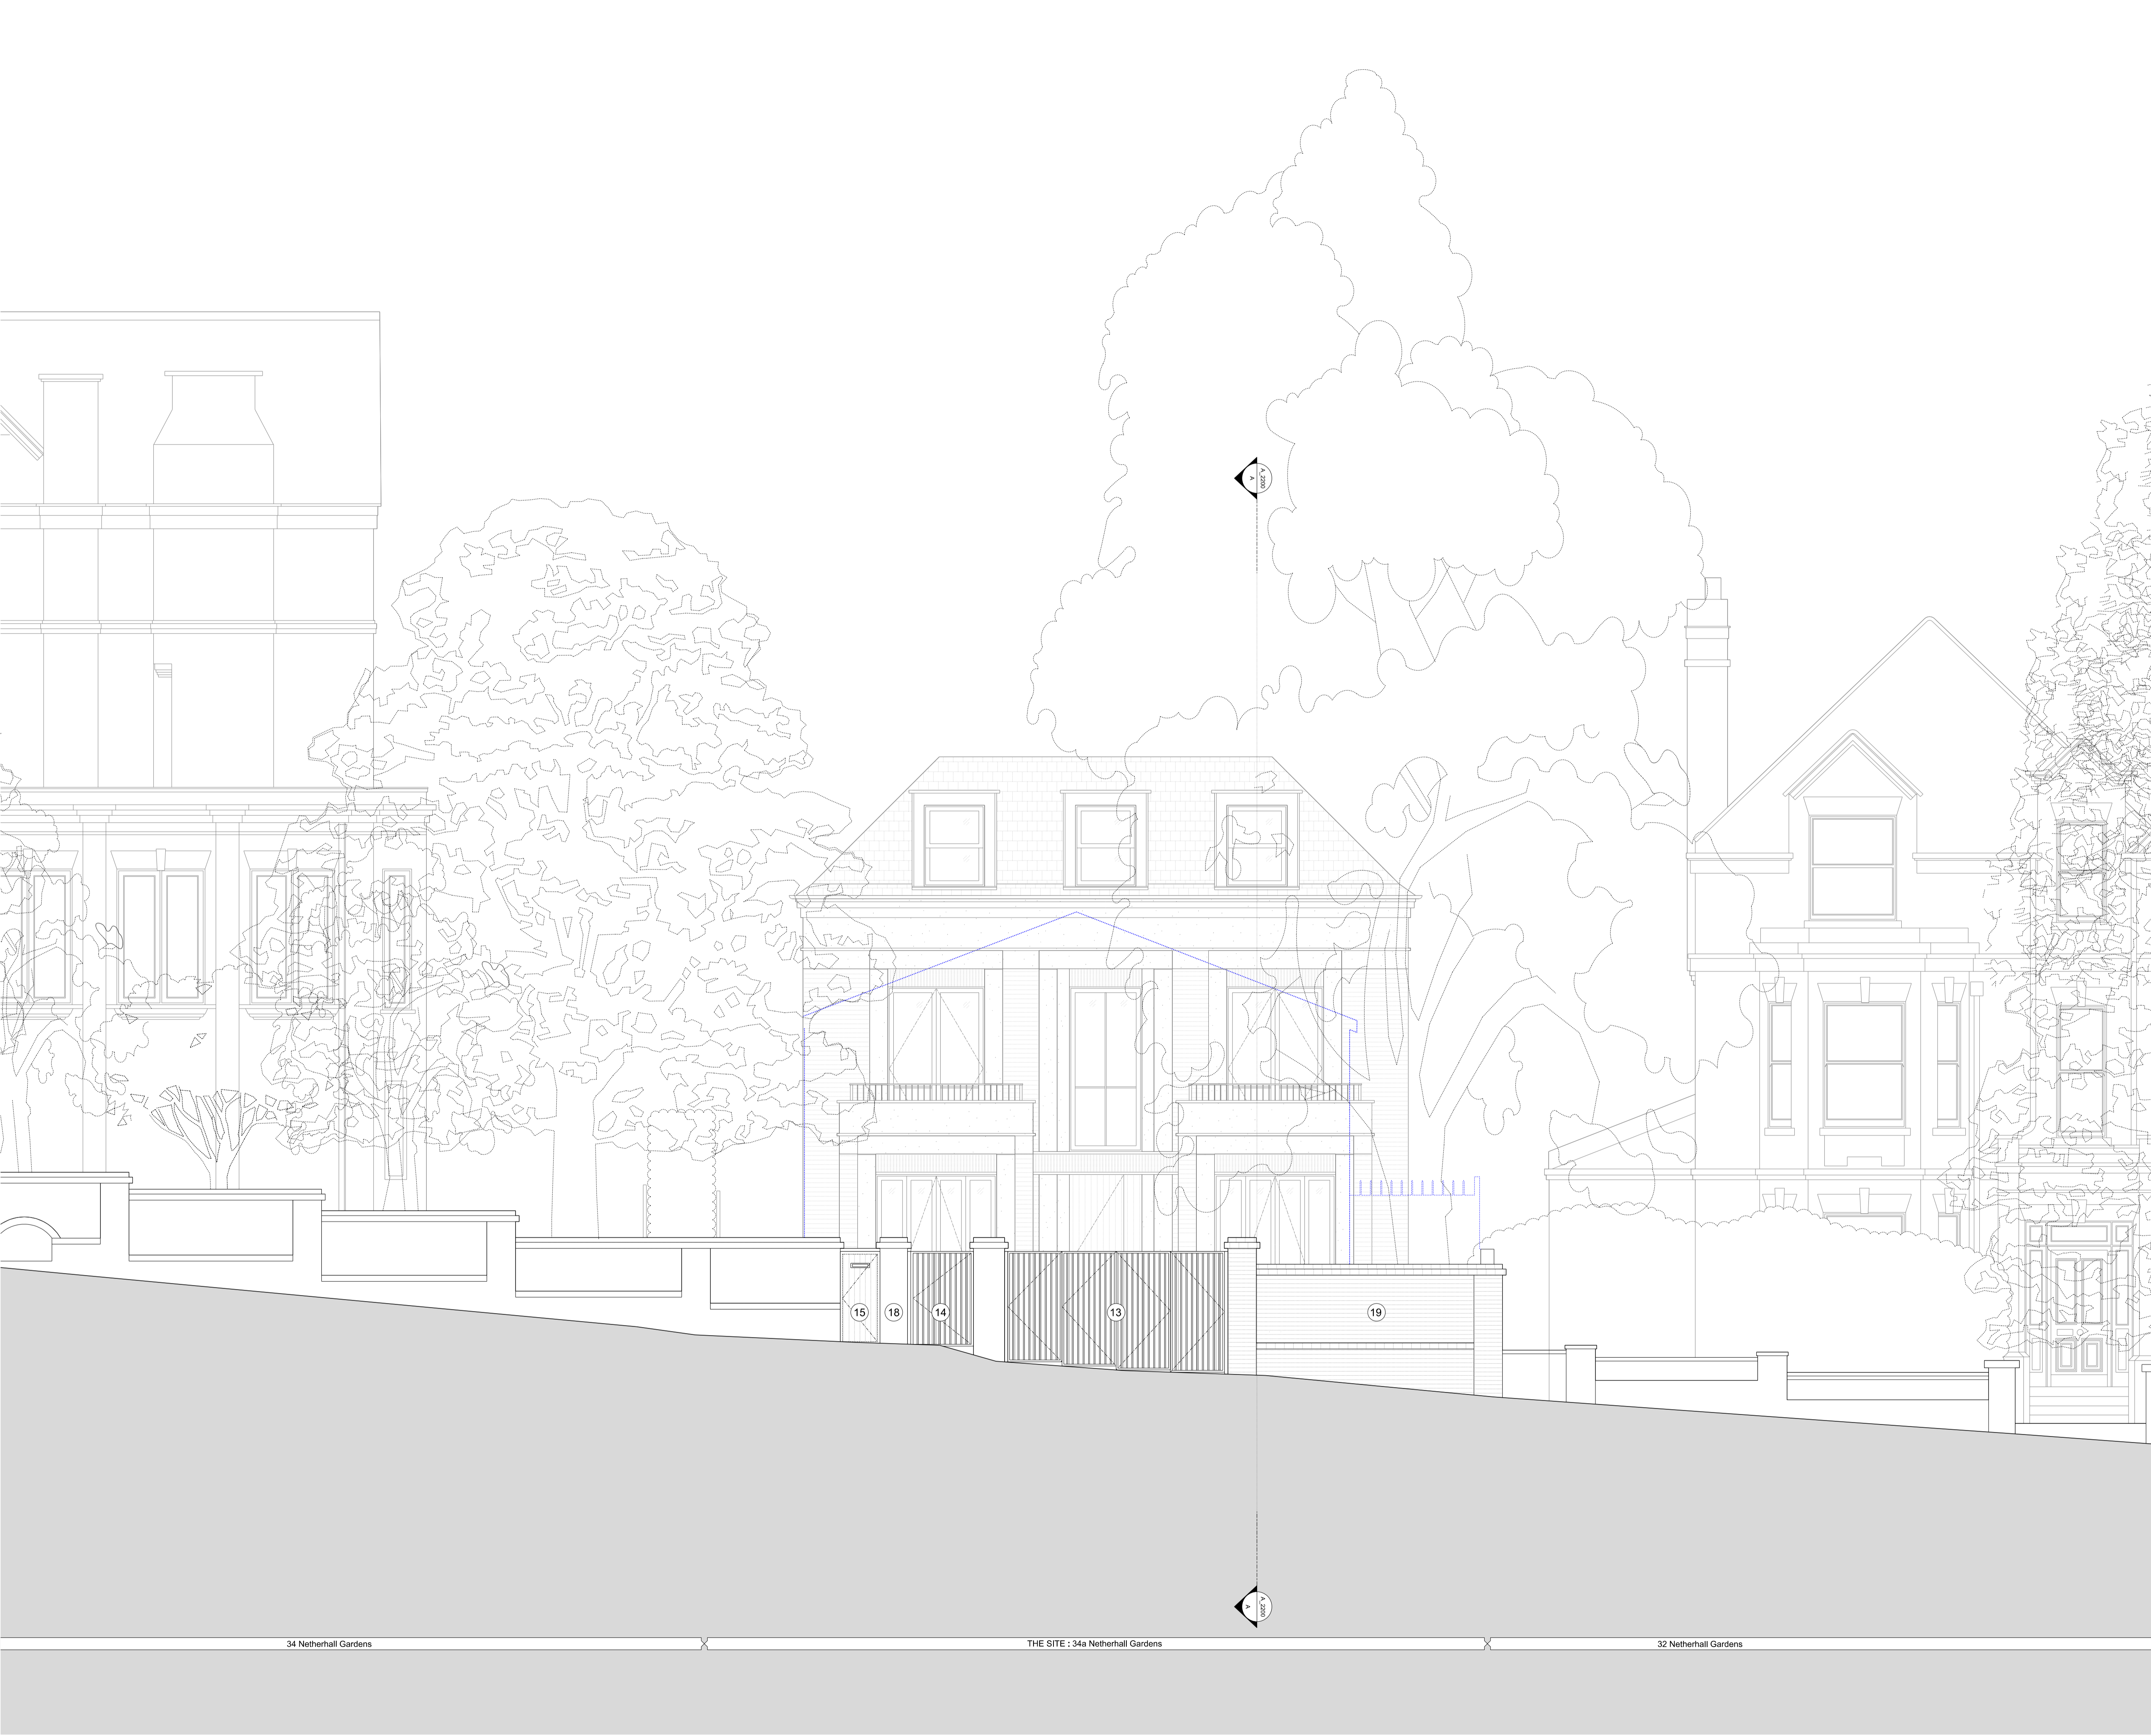 A_2200
A
15
18
14
13
19
A_2200
A
34 Netherhall Gardens
THE SITE : 34a Netherhall Gardens
32 Netherhall Gardens